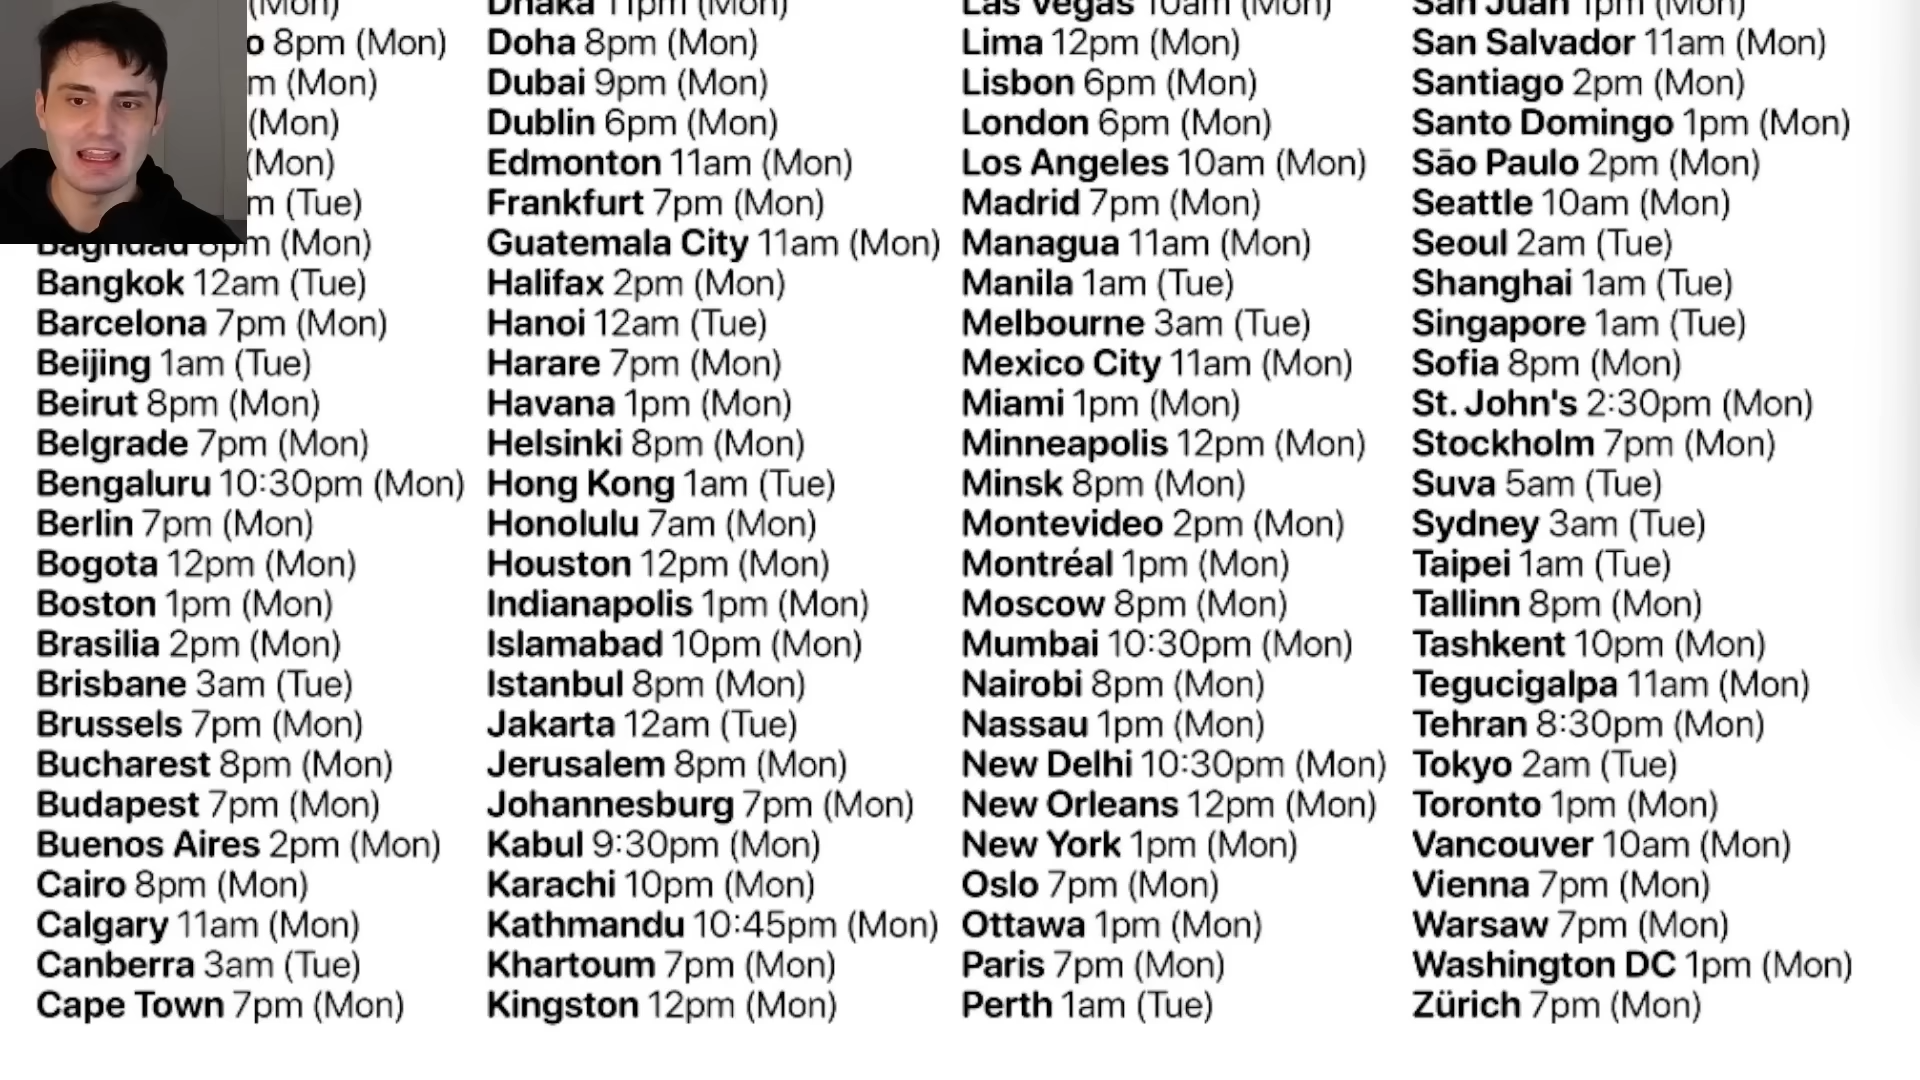 (Mon)
o 8pm (Mon)
m (Mon)
(Mon)
(Mon)
m (Tue)
Baghdad 8pm (Mon)
Bangkok 12am (Tue)
Barcelona 7pm (Mon)
Beijing 1am (Tue)
Beirut 8pm (Mon)
Belgrade 7pm (Mon)
Bengaluru 10:30pm (Mon)
Berlin 7pm (Mon)
Bogota 12pm (Mon)
Boston 1pm (Mon)
Brasilia 2pm (Mon)
Brisbane 3am (Tue)
Brussels 7pm (Mon)
Bucharest 8pm (Mon)
Budapest 7pm (Mon)
Buenos Aires 2pm (Mon)
Cairo 8pm (Mon)
Calgary 11am (Mon)
Canberra 3am (Tue)
Cape Town 7pm (Mon)
Dhaka 11pm (Mon)
Doha 8pm (Mon)
Dubai 9pm (Mon)
Dublin 6pm (Mon)
Edmonton 11am (Mon)
Frankfurt 7pm (Mon)
Guatemala City 11am (Mon)
Halifax 2pm (Mon)
Hanoi 12am (Tue)
Harare 7pm (Mon)
Havana 1pm (Mon)
Helsinki 8pm (Mon)
Hong Kong 1am (Tue)
Honolulu 7am (Mon)
Houston 12pm (Mon)
Indianapolis 1pm (Mon)
Islamabad 10pm (Mon)
Istanbul 8pm (Mon)
Jakarta 12am (Tue)
Jerusalem 8pm (Mon)
Johannesburg 7pm (Mon)
Kabul 9:30pm (Mon)
Karachi 10pm (Mon)
Kathmandu 10:45pm (Mon)
Khartoum 7pm (Mon)
Kingston 12pm (Mon)
Las Vegas 10am (Mon)
Lima 12pm (Mon)
Lisbon 6pm (Mon)
London 6pm (Mon)
Los Angeles 10am (Mon)
Madrid 7pm (Mon)
Managua 11am (Mon)
Manila 1am (Tue)
Melbourne 3am (Tue)
Mexico City 11am (Mon)
Miami 1pm (Mon)
Minneapolis 12pm (Mon)
Minsk 8pm (Mon)
Montevideo 2pm (Mon)
Montréal 1pm (Mon)
Moscow 8pm (Mon)
Mumbai 10:30pm (Mon)
Nairobi 8pm (Mon)
Nassau 1pm (Mon)
New Delhi 10:30pm (Mon)
New Orleans 12pm (Mon)
New York 1pm (Mon)
Oslo 7pm (Mon)
Ottawa 1pm (Mon)
Paris 7pm (Mon)
Perth 1am (Tue)
San Juan 1pm (Mon)
San Salvador 11am (Mon)
Santiago 2pm (Mon)
Santo Domingo 1pm (Mon)
São Paulo 2pm (Mon)
Seattle 10am (Mon)
Seoul 2am (Tue)
Shanghai 1am (Tue)
Singapore 1am (Tue)
Sofia 8pm (Mon)
St. John's 2:30pm (Mon)
Stockholm 7pm (Mon)
Suva 5am (Tue)
Sydney 3am (Tue)
Taipei 1am (Tue)
Tallinn 8pm (Mon)
Tashkent 10pm (Mon)
Tegucigalpa 11am (Mon)
Tehran 8:30pm (Mon)
Tokyo 2am (Tue)
Toronto 1pm (Mon)
Vancouver 10am (Mon)
Vienna 7pm (Mon)
Warsaw 7pm (Mon)
Washington DC 1pm (Mon)
Zürich 7pm (Mon)